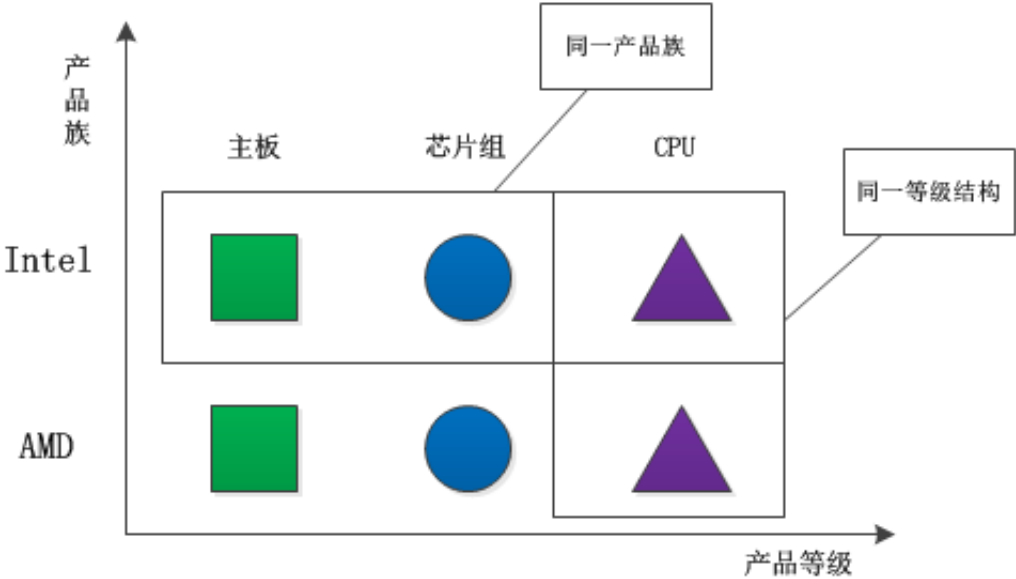 同一产品族
产品族
主板
芯片组
CPU
同一等级结构
Intel
AMD
产品等级